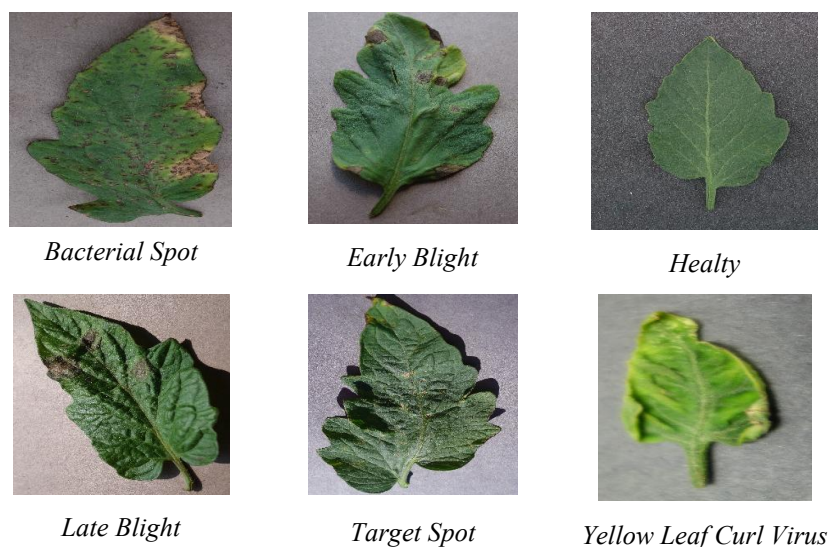 Bacterial Spot
Early Blight
Healty
Late Blight
Target Spot
Yellow Leaf Curl Virus